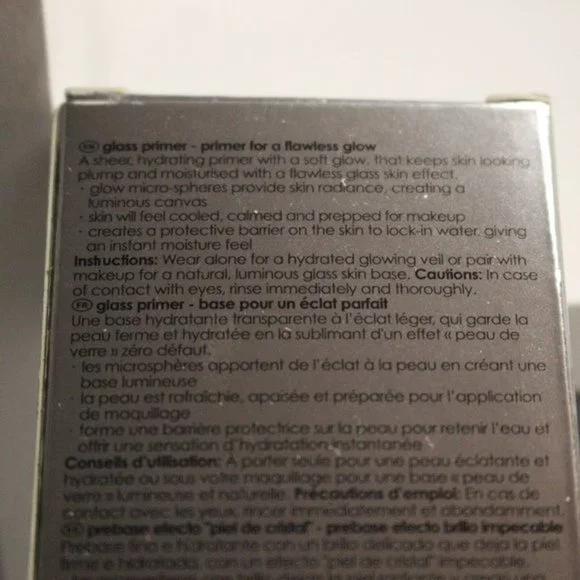 EN glass primer - primer for a flawless glow
A sheer, hydrating primer with a soft glow, that keeps skin looking
plump and moisturised with a flawless glass skin effect.
· glow micro-spheres provide skin radiance, creating a
luminous canvas
· skin will feel cooled, calmed and prepped for makeup
· creates a protective barrier on the skin to lock-in water, giving
an instant moisture feel
Instructions: Wear alone for a hydrated glowing veil or pair with
makeup for a natural, luminous glass skin base. Cautions: In case
of contact with eyes, rinse immediately and thoroughly.
FR glass primer - base pour un éclat parfait
Une base hydratante transparente à l'éclat léger, qui garde la
peau ferme et hydratée en la sublimant d'un effet « peau de
verre » zéro défaut.
· les microsphères apportent de l'éclat à la peau en créant une
base lumineuse
· la peau est rafraîchie, apaisée et préparée pour l'application
de maquillage
· forme une barrière protectrice sur la peau pour retenir l'eau et
offrir une sensation d'hydratation instantanée
Conseils d'utilisation: À porter seule pour une peau éclatante et
hydratée ou sous votre maquillage pour une base « peau de
verre » lumineuse et naturelle. Précautions d'emploi: En cas de
contact avec les yeux, rincer immédiatement et abondamment.
prebase efecto "piel de cristal" - prebase efecto brillo impecable
Prebase fina e hidratante con un brillo delicado que deja la piel
firme e hidratada, con un efecto "piel de cristal" impecable.